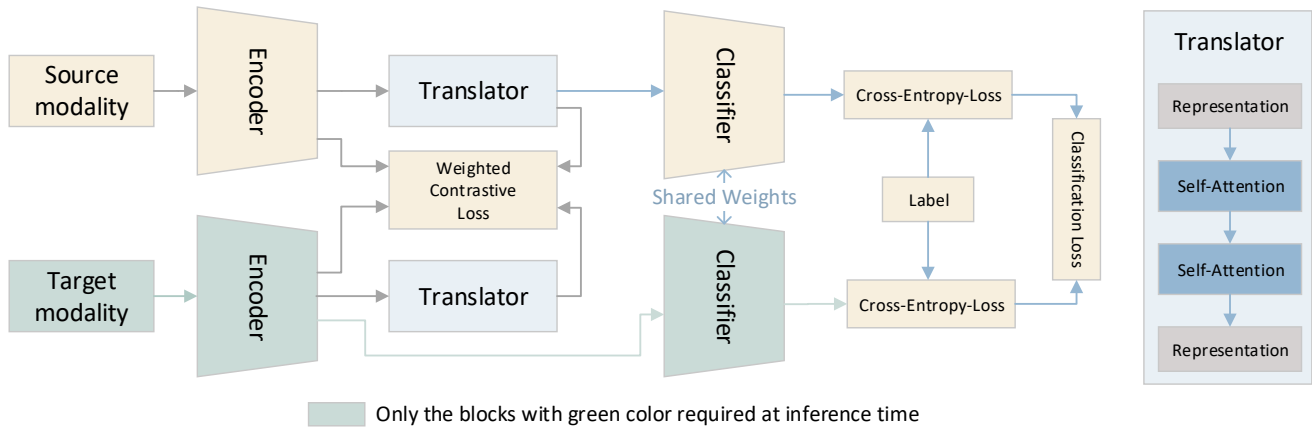 Source
modality
Encoder
Translator
Classifier
Cross-Entropy-Loss
Weighted
Contrastive
Loss
Shared Weights
Label
Classification Loss
Target
modality
Encoder
Translator
Classifier
Cross-Entropy-Loss
Translator
Representation
Self-Attention
Self-Attention
Representation
Only the blocks with green color required at inference time